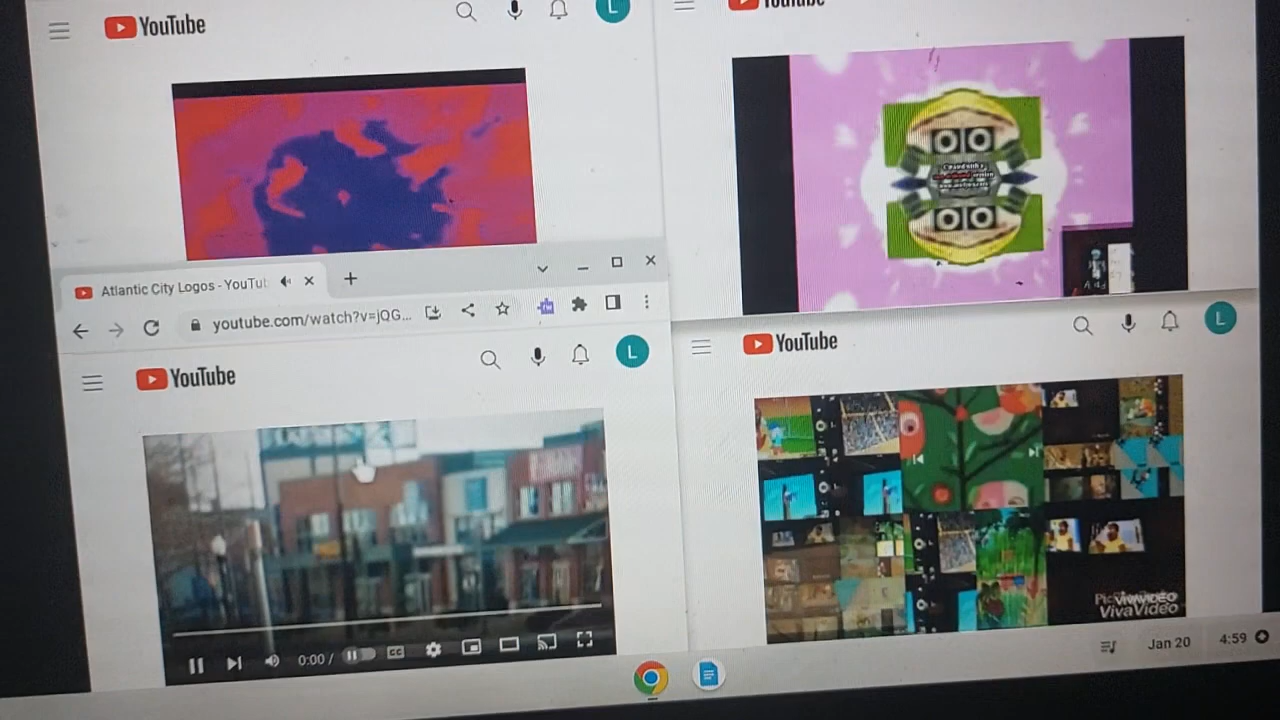 YouTube
L
YouTube
Atlantic City Logos - YouTub
youtube.com/watch?v=jQG...
YouTube
L
0:00 /
CC
YouTube
L
VivaVideo
VivaVideo
Jan 20
4:59